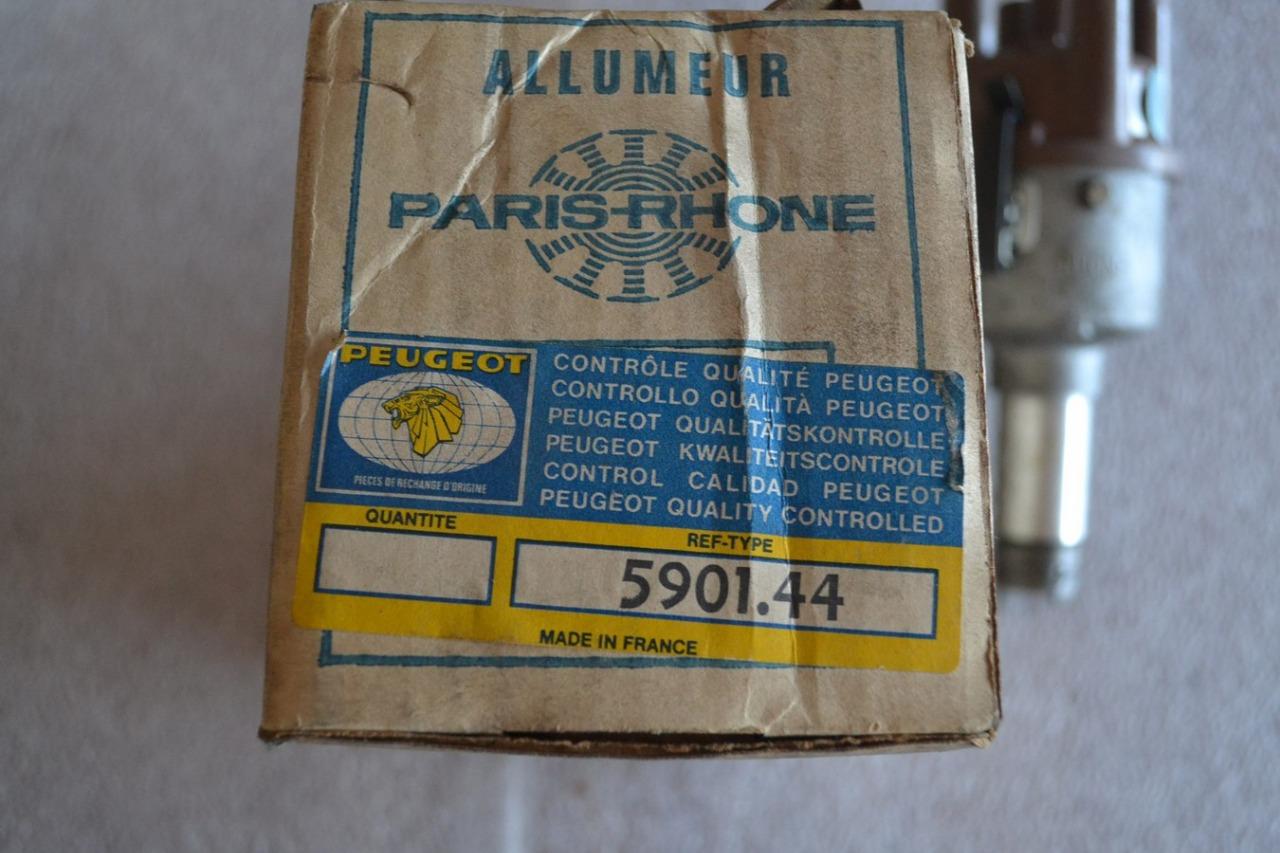 ALLUMEUR
PARIS-RHONE
PEUGEOT
PIECES DE RECHANGE D'ORIGINE
CONTRÔLE QUALITÉ PEUGEOT
CONTROLLO QUALITÀ PEUGEOT
PEUGEOT QUALITÄTSKONTROLLE
PEUGEOT KWALITEITSCONTROLE
CONTROL CALIDAD PEUGEOT
PEUGEOT QUALITY CONTROLLED
QUANTITE
REF-TYPE
5901.44
MADE IN FRANCE